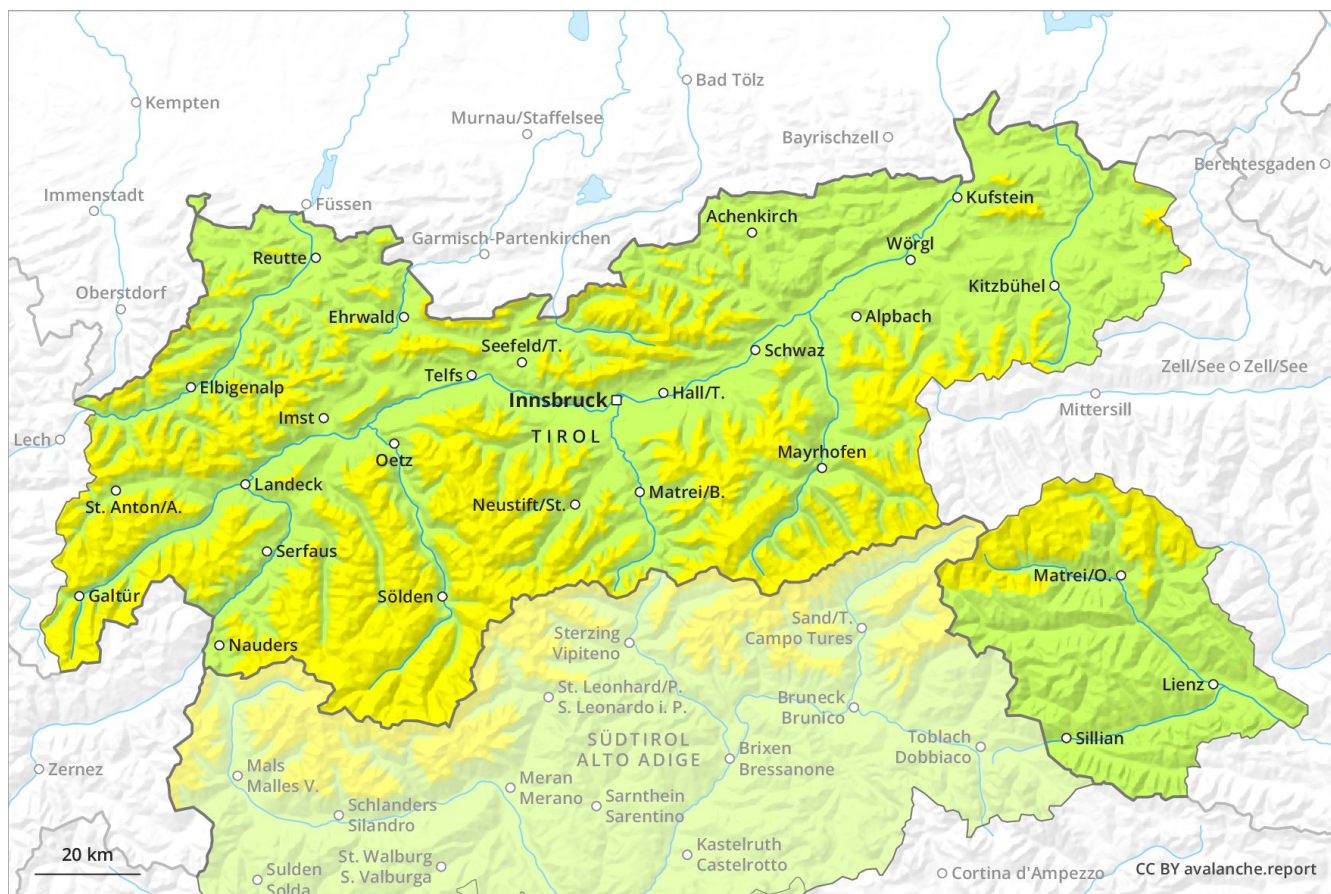 Bad Tölz
Kempten
Murnau/Staffelsee
Bayrischzell
Berchtesgaden
Immenstadt
Füssen
Kufstein
Achenkirch
Garmisch-Partenkirchen
Wörgl
Reutte
Oberstdorf
Kitzbühel
Ehrwald
Alpbach
Seefeld/T.
Schwaz
Telfs
Zell/See
Zell/See
Elbigenalp
Innsbruck
Hall/T.
Mittersill
Imst
Lech
TIROL
Oetz
Mayrhofen
Landeck
Matrei/B.
St. Anton/A.
Neustift/St.
Serfaus
Matrei/O.
Galtür
Sölden
Sand/T.
Campo Tures
Sterzing
Vipiteno
Nauders
Lienz
St. Leonhard/P.
S. Leonardo i. P.
Bruneck
Brunico
SÜDTIROL
ALTO ADIGE
Toblach
Dobbiaco
Sillian
Brixen
Bressanone
Zernez
Mals
Malles V.
Meran
Merano
Sarnthein
Sarentino
Schlanders
Silandro
20 km
St. Walburg
S. Valburga
Kastelruth
Castelrotto
Sulden
Solda
Cortina d'Ampezzo
CC BY avalanche.report